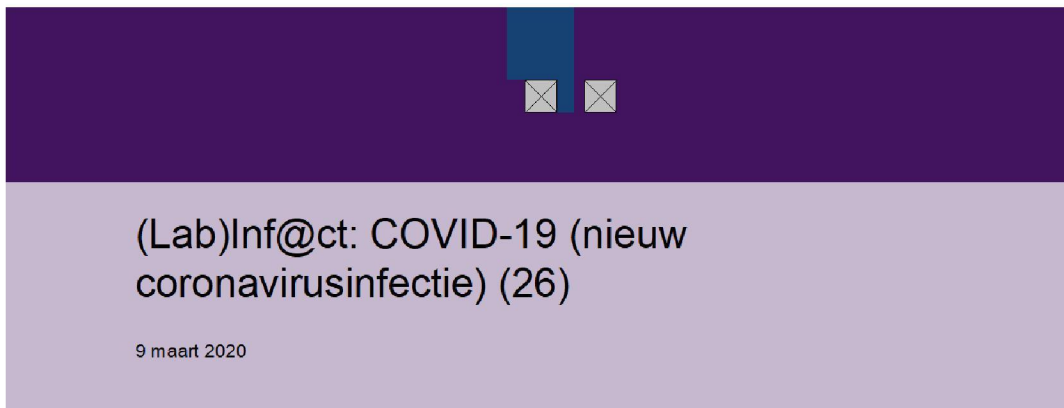 (Lab)Inf@ct: COVID-19 (nieuw
coronavirusinfectie) (26)
9 maart 2020